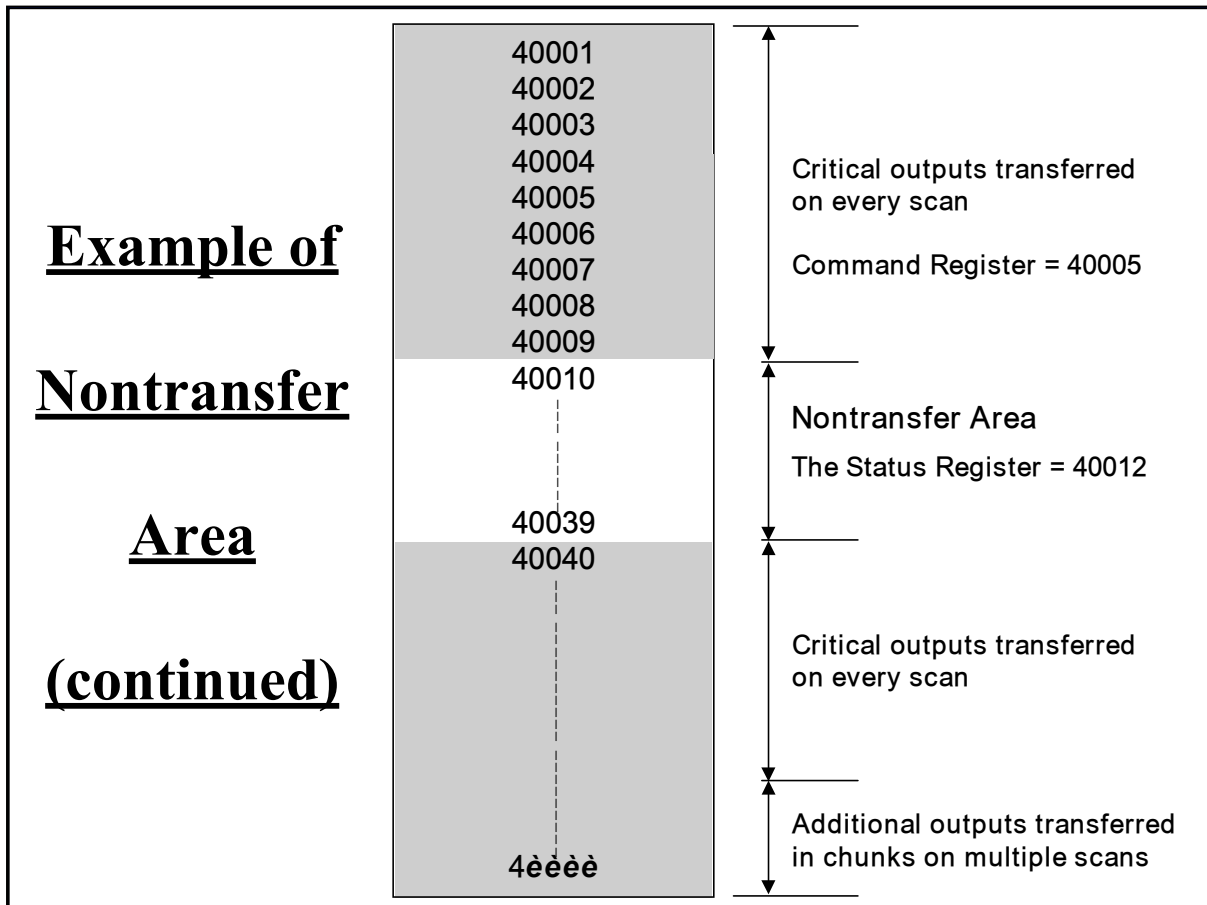 Example of
Nontransfer
Area
(continued)
40001
40002
40003
40004
40005
40006
40007
40008
40009
40010
40039
40040
4èèèè
Critical outputs transferred
on every scan
Command Register = 40005
Nontransfer Area
The Status Register = 40012
Critical outputs transferred
on every scan
Additional outputs transferred
in chunks on multiple scans